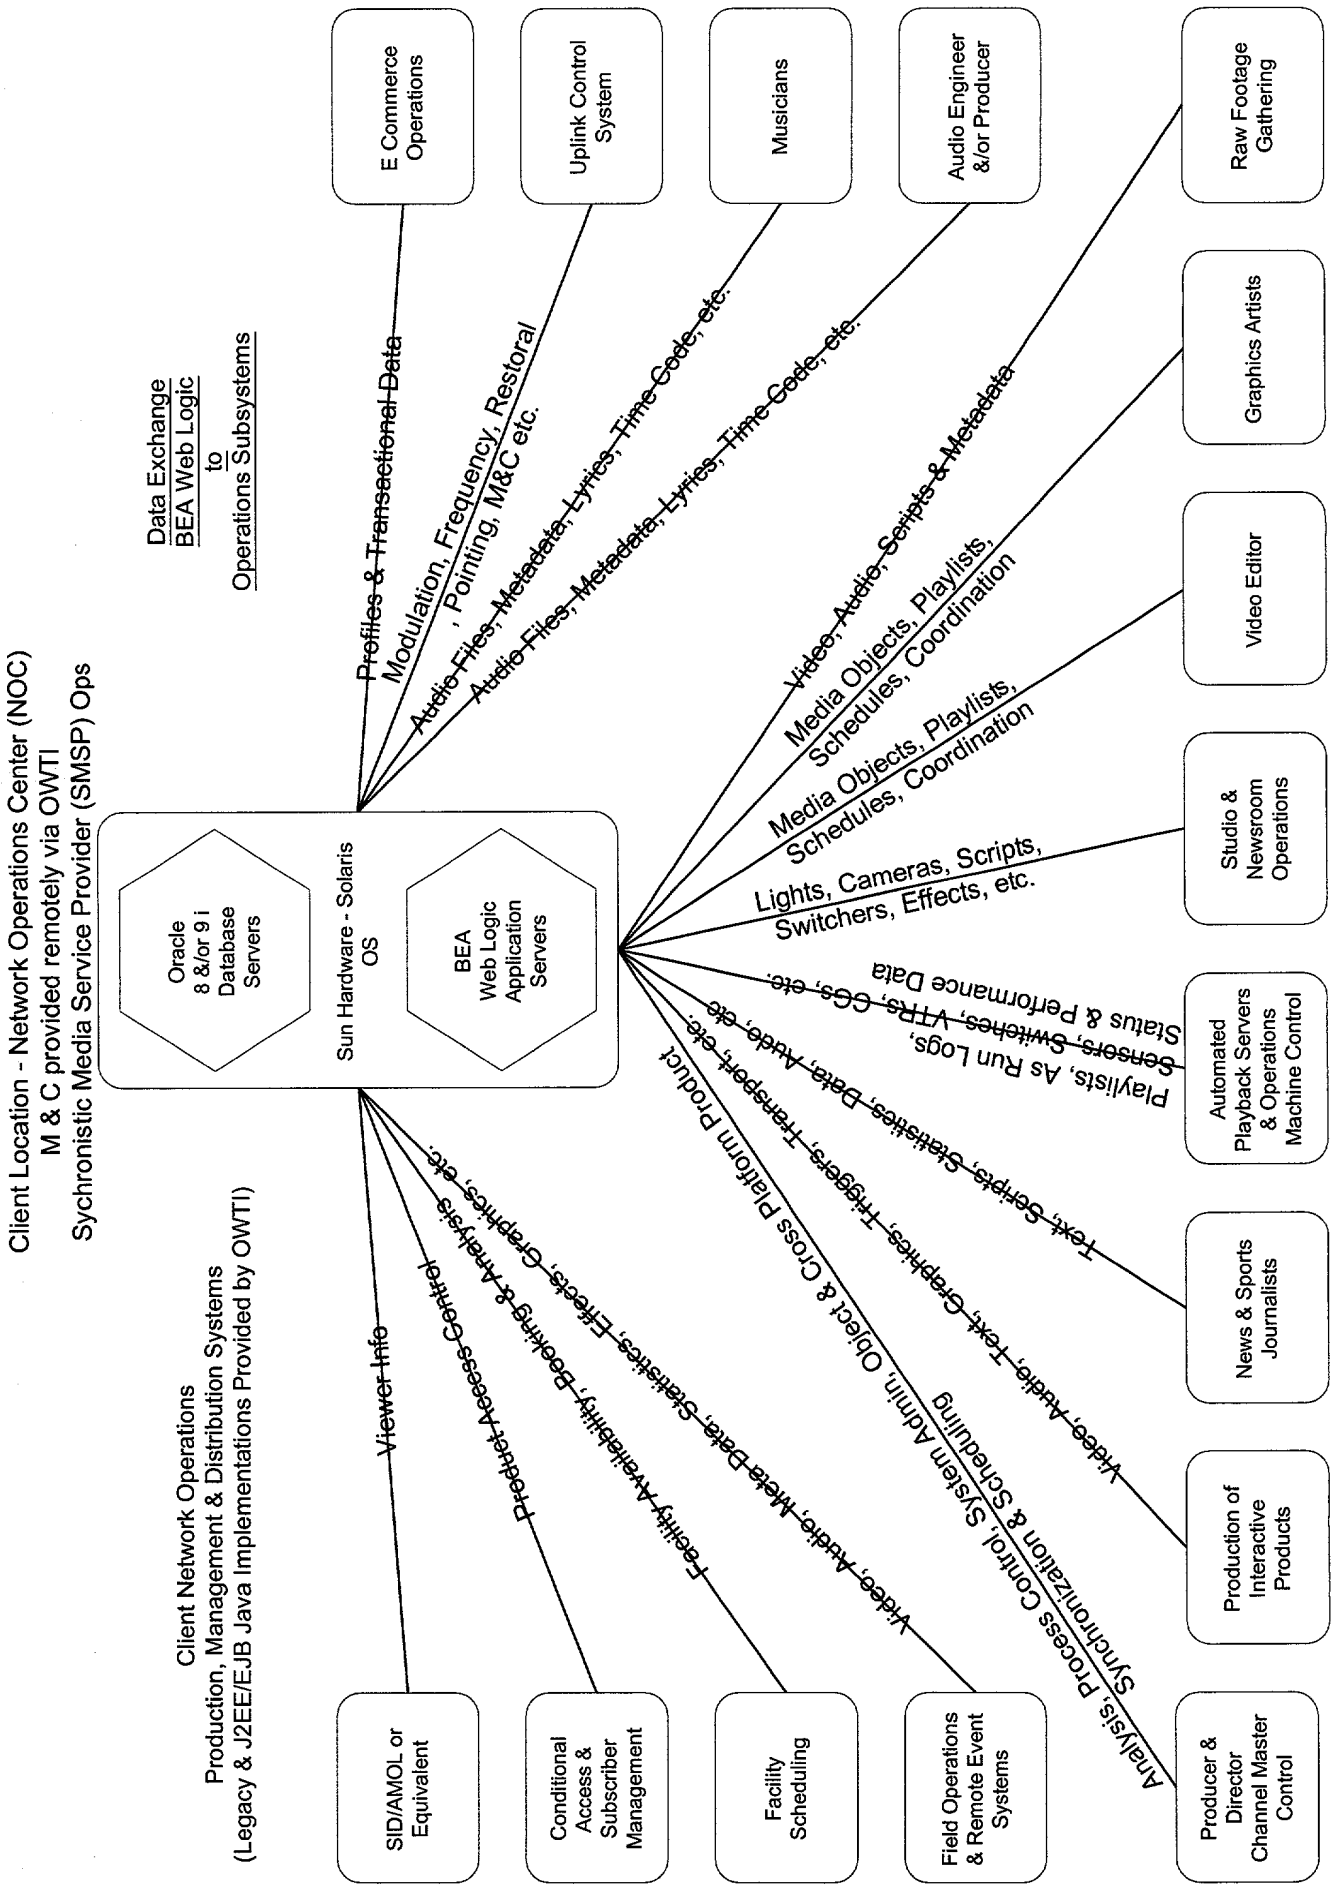 Client Location - Network Operations Center (NOC)
M & C provided remotely via OWTI
Sychronistic Media Service Provider (SMSP) Ops
Client Network Operations
Production, Management & Distribution Systems
(Legacy & J2EE/EJB Java Implementations Provided by OWTI)
Data Exchange
BEA Web Logic
to
Operations Subsystems
Oracle
8 &/or 9 i
Database
Servers
Sun Hardware - Solaris
OS
BEA
Web Logic
Application
Servers
SID/AMOL or
Equivalent
Viewer Info
Conditional
Access &
Subscriber
Management
Product Access Control
Facility
Scheduling
Facility Availability, Booking & Analysis
Field Operations
& Remote Event
Systems
Video, Audio, Meta Data, Statistics, Effects, Graphics, etc.
E Commerce
Operations
Profiles & Transactional Data
Uplink Control
System
Modulation, Frequency, Restoral
, Pointing, M&C etc.
Musicians
Audio Files, Metadata, Lyrics, Time Code, etc.
Audio Engineer
&/or Producer
Audio Files, Metadata, Lyrics, Time Code, etc.
Producer &
Director
Channel Master
Control
Analysis, Process Control, System Admin, Object & Cross Platform Product
Synchronization & Scheduling
Production of
Interactive
Products
Video, Audio, Text, Graphics, Triggers, Transport, etc.
News & Sports
Journalists
Text, Scripts, Statistics, Data, Audo, etc
Automated
Playback Servers
& Operations
Machine Control
Playlists, As Run Logs,
Sensors, Switches, VTRs, CGs, etc.
Status & Performance Data
Studio &
Newsroom
Operations
Lights, Cameras, Scripts,
Switchers, Effects, etc.
Video Editor
Media Objects, Playlists,
Schedules, Coordination
Graphics Artists
Media Objects, Playlists,
Schedules, Coordination
Raw Footage
Gathering
Video, Audio, Scripts & Metadata